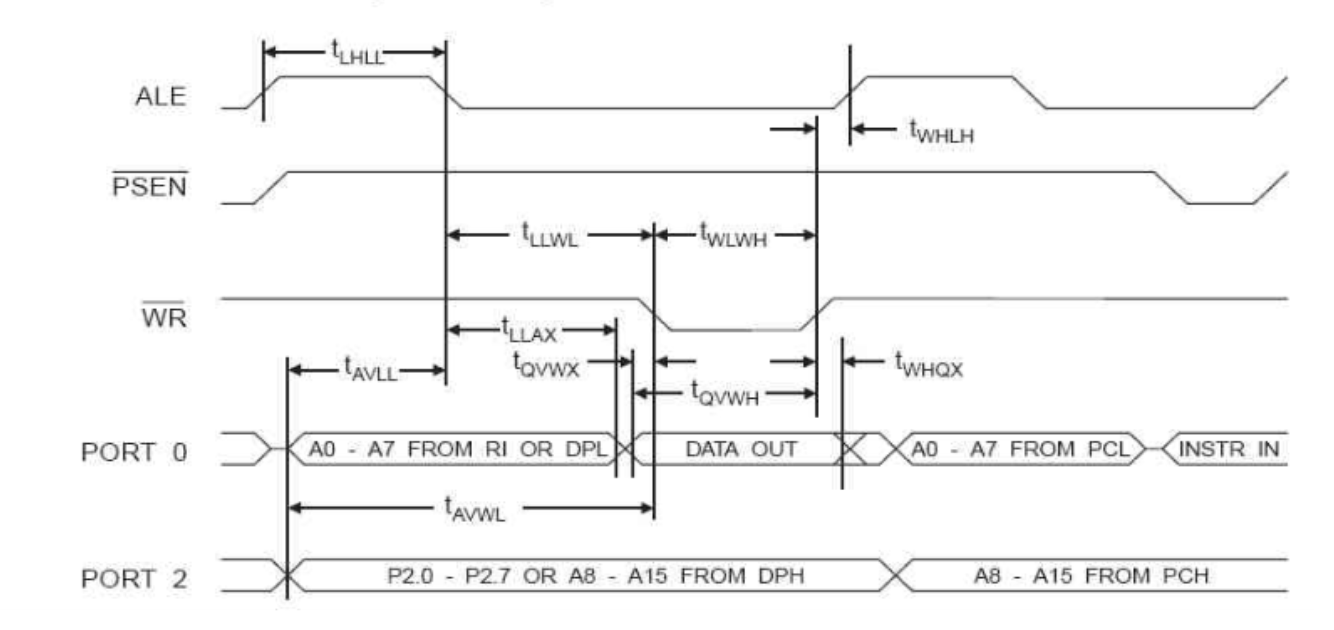 tLHLL
ALE
tWHLH
PSEN
tLLWL tWLWH
WR
tLLAX
tAVLL tQVWX tWHQX
tQVWH
PORT 0 A0 - A7 FROM RI OR DPL DATA OUT A0 - A7 FROM PCL INSTR IN
tAVWL
PORT 2 P2.0 - P2.7 OR A8 - A15 FROM DPH A8 - A15 FROM PCH